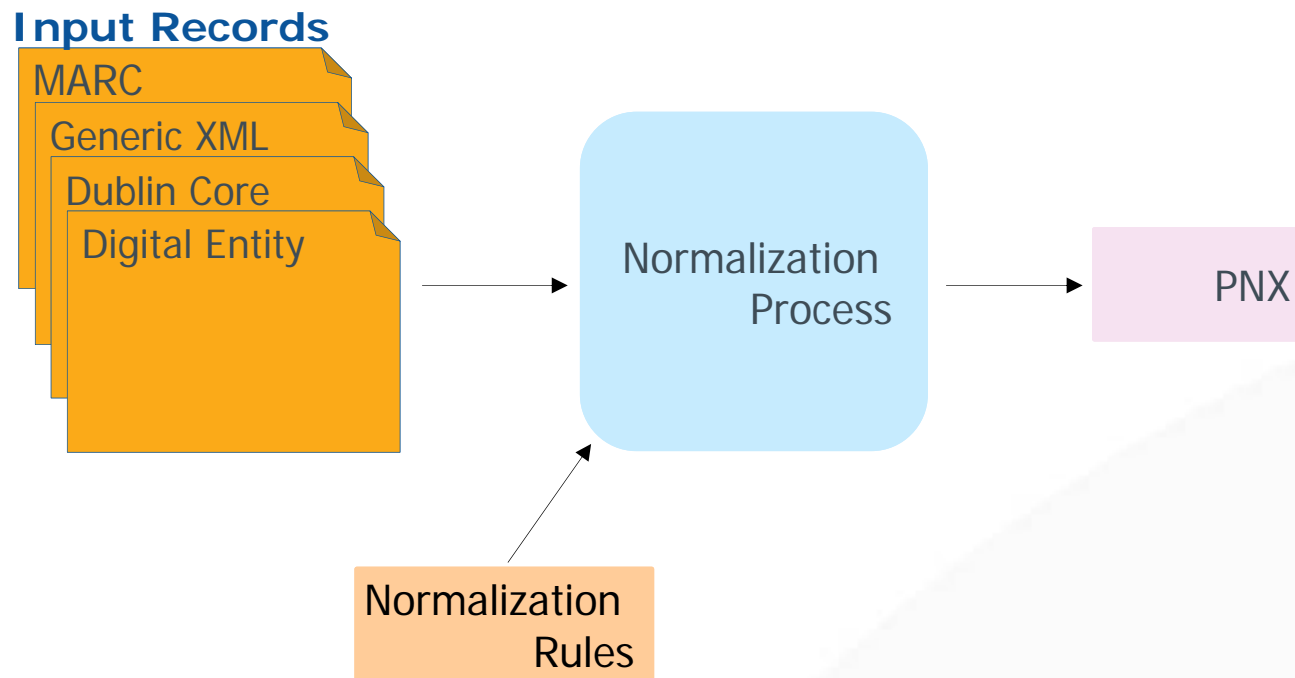 Input Records
MARC
Generic XML
Dublin Core
Digital Entity
Normalization
Process
PNX
Normalization
Rules